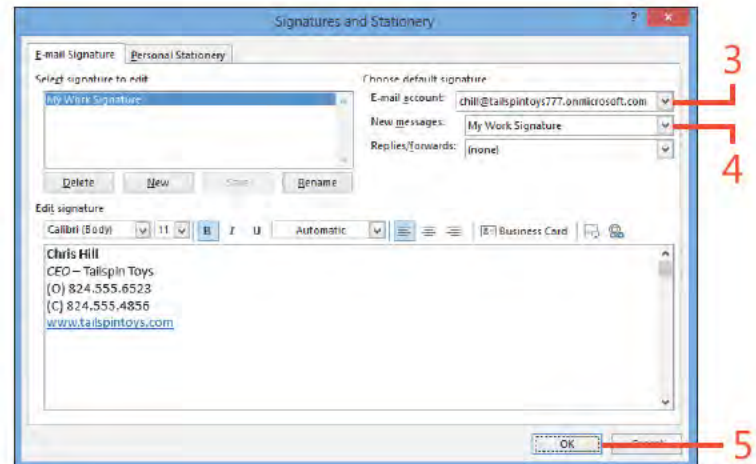 Signatures and Stationery
?
E-mail Signature Personal Stationery
Select signature to edit
Choose default signature
My Work Signature
E-mail account: chill@tailspintoys777.onmicrosoft.com
3
New messages: My Work Signature
4
Replies/forwards: (none)
Delete New Save Rename
Edit signature
Calibri (Body) 11 B I U Automatic Business Card
Chris Hill
CEO – Tailspin Toys
(O) 824.555.6523
(C) 824.555.4856
www.tailspintoys.com
OK Cancel
5